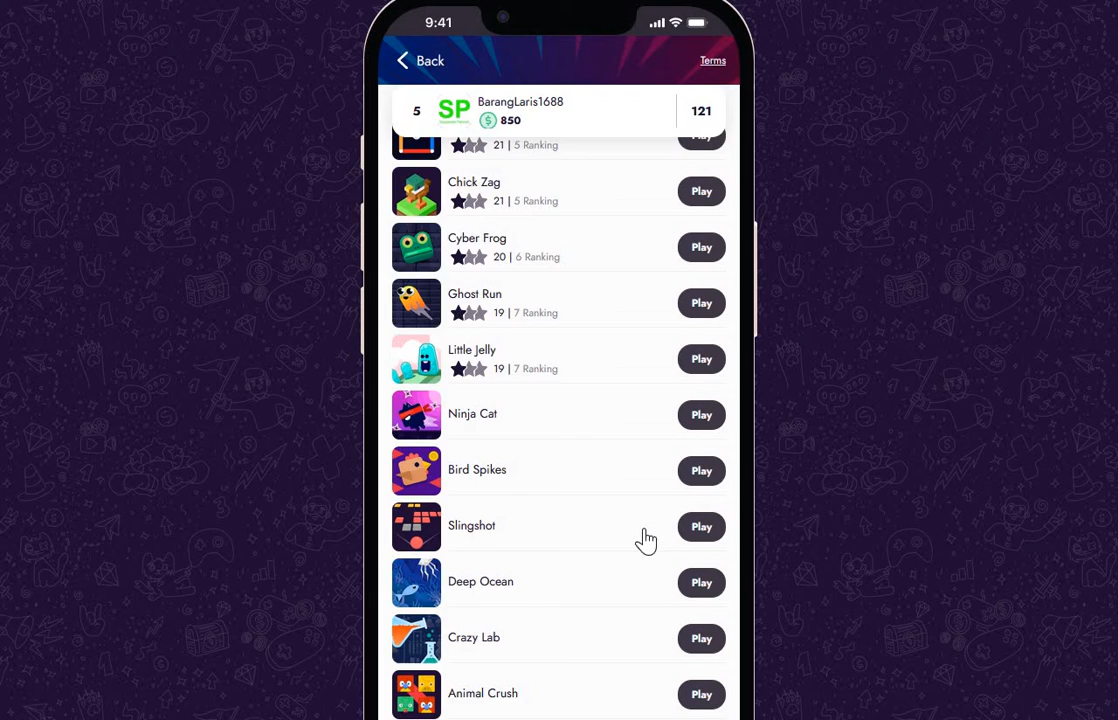 9:41
Back
Terms
5 SP BarangLaris1688 121
$ 850
21 | 5 Ranking
Play
Chick Zag
21 | 5 Ranking
Play
Cyber Frog
20 | 6 Ranking
Play
Ghost Run
19 | 7 Ranking
Play
Little Jelly
19 | 7 Ranking
Play
Ninja Cat
Play
Bird Spikes
Play
Slingshot
Play
Deep Ocean
Play
Crazy Lab
Play
Animal Crush
Play